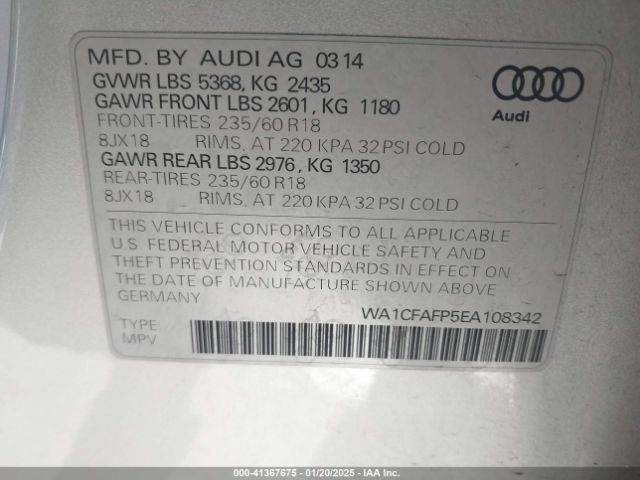 MFD. BY AUDI AG 0314
GVWR LBS 5368, KG 2435
GAWR FRONT LBS 2601, KG 1180
FRONT-TIRES 235/60 R18
8JX18 RIMS, AT 220 KPA 32 PSI COLD
GAWR REAR LBS 2976, KG 1350
REAR-TIRES 235/60 R18
8JX18 RIMS, AT 220 KPA 32 PSI COLD
Audi
THIS VEHICLE CONFORMS TO ALL APPLICABLE
U.S. FEDERAL MOTOR VEHICLE SAFETY AND
THEFT PREVENTION STANDARDS IN EFFECT ON
THE DATE OF MANUFACTURE SHOWN ABOVE
GERMANY
WA1CFAFP5EA108342
TYPE
MPV
000-41367675 — 01/20/2025 — IAAI.COM